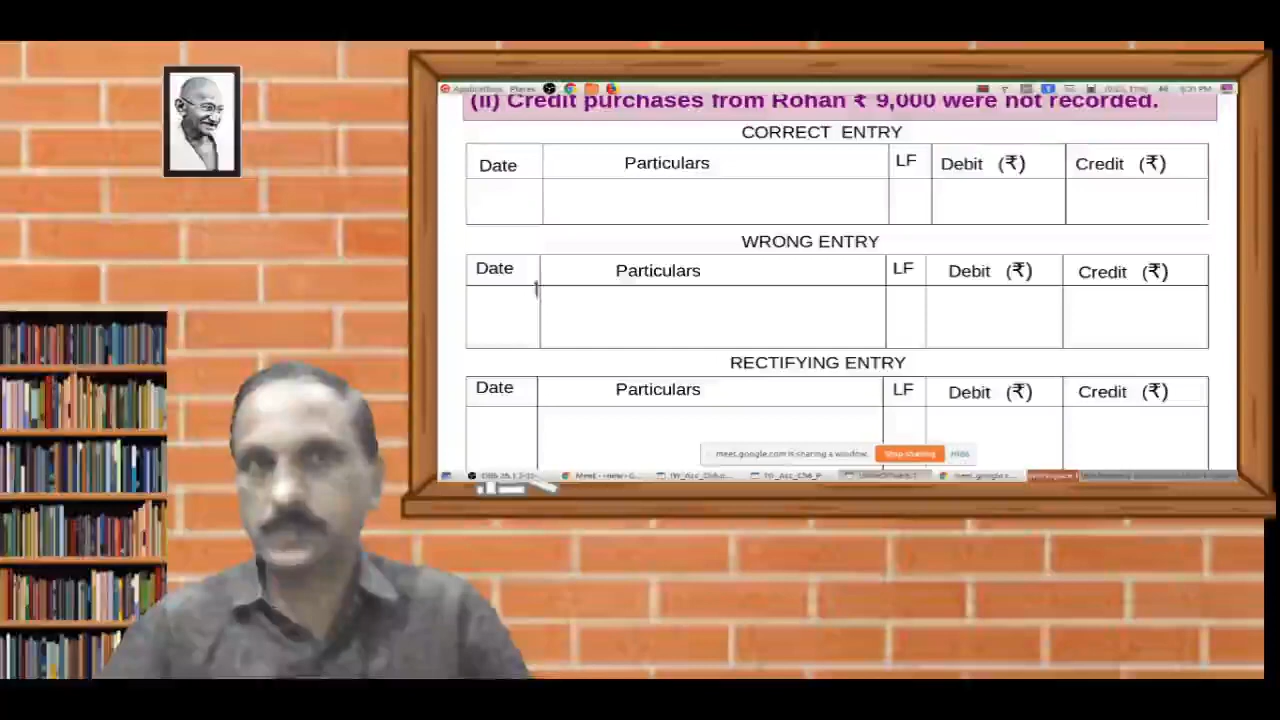 Applications Places
(ii) Credit purchases from Rohan ₹ 9,000 were not recorded.
CORRECT ENTRY
Date Particulars LF Debit (₹) Credit (₹)
WRONG ENTRY
Date Particulars LF Debit (₹) Credit (₹)
RECTIFYING ENTRY
Date Particulars LF Debit (₹) Credit (₹)
meet.google.com is sharing a window. Stop sharing Hide